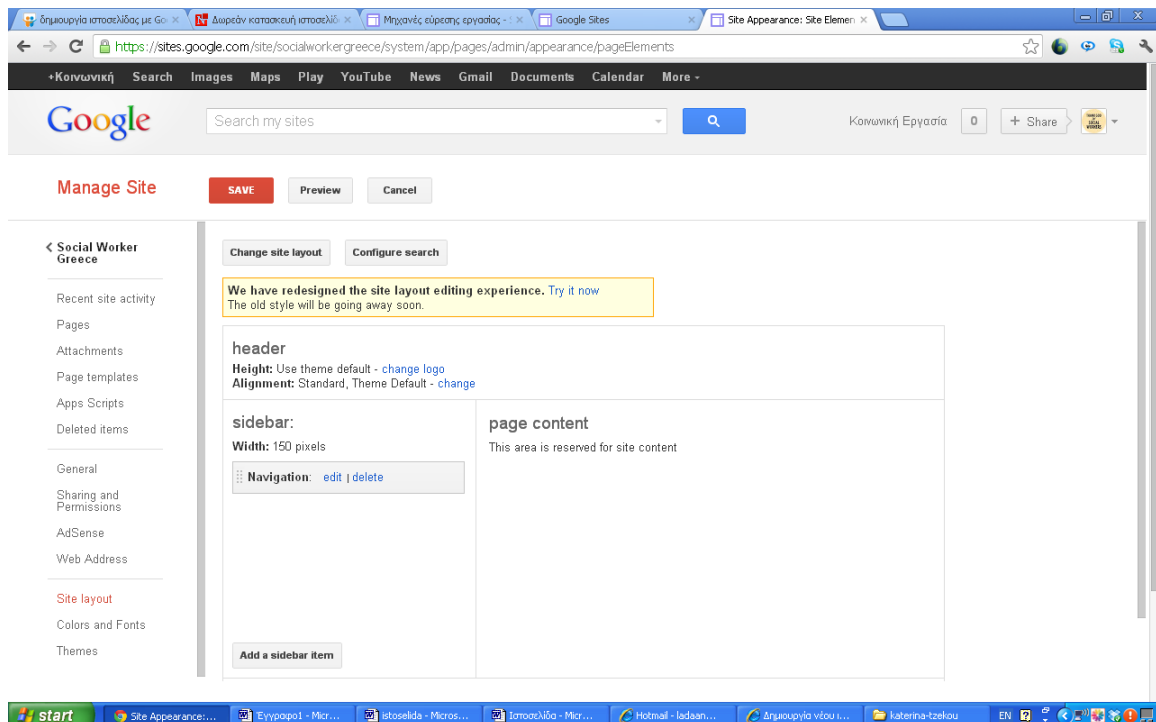 δημιουργία ιστοσελίδας με Go
Δωρεάν κατασκευή ιστοσελί
Μηχανές εύρεσης εργασίας -
Google Sites
Site Appearance: Site Elemen
https://sites.google.com/site/socialworkergreece/system/app/pages/admin/appearance/pageElements
+Κοινωνική Search Images Maps Play YouTube News Gmail Documents Calendar More
Google
Search my sites
Κοινωνική Εργασία
0
+ Share
Manage Site
SAVE
Preview
Cancel
Social Worker
Greece
Recent site activity
Pages
Attachments
Page templates
Apps Scripts
Deleted items
General
Sharing and
Permissions
AdSense
Web Address
Site layout
Colors and Fonts
Themes
Change site layout
Configure search
We have redesigned the site layout editing experience. Try it now
The old style will be going away soon.
header
Height: Use theme default - change logo
Alignment: Standard, Theme Default - change
sidebar:
Width: 150 pixels
Navigation: edit | delete
Add a sidebar item
page content
This area is reserved for site content
start
Site Appearance:...
Έγγραφο1 - Micr...
istoselida - Micros...
Ιστοσελίδα - Micr...
Hotmail - ladaan...
Δημιουργία νέου ι...
katerina-tzekou
EN